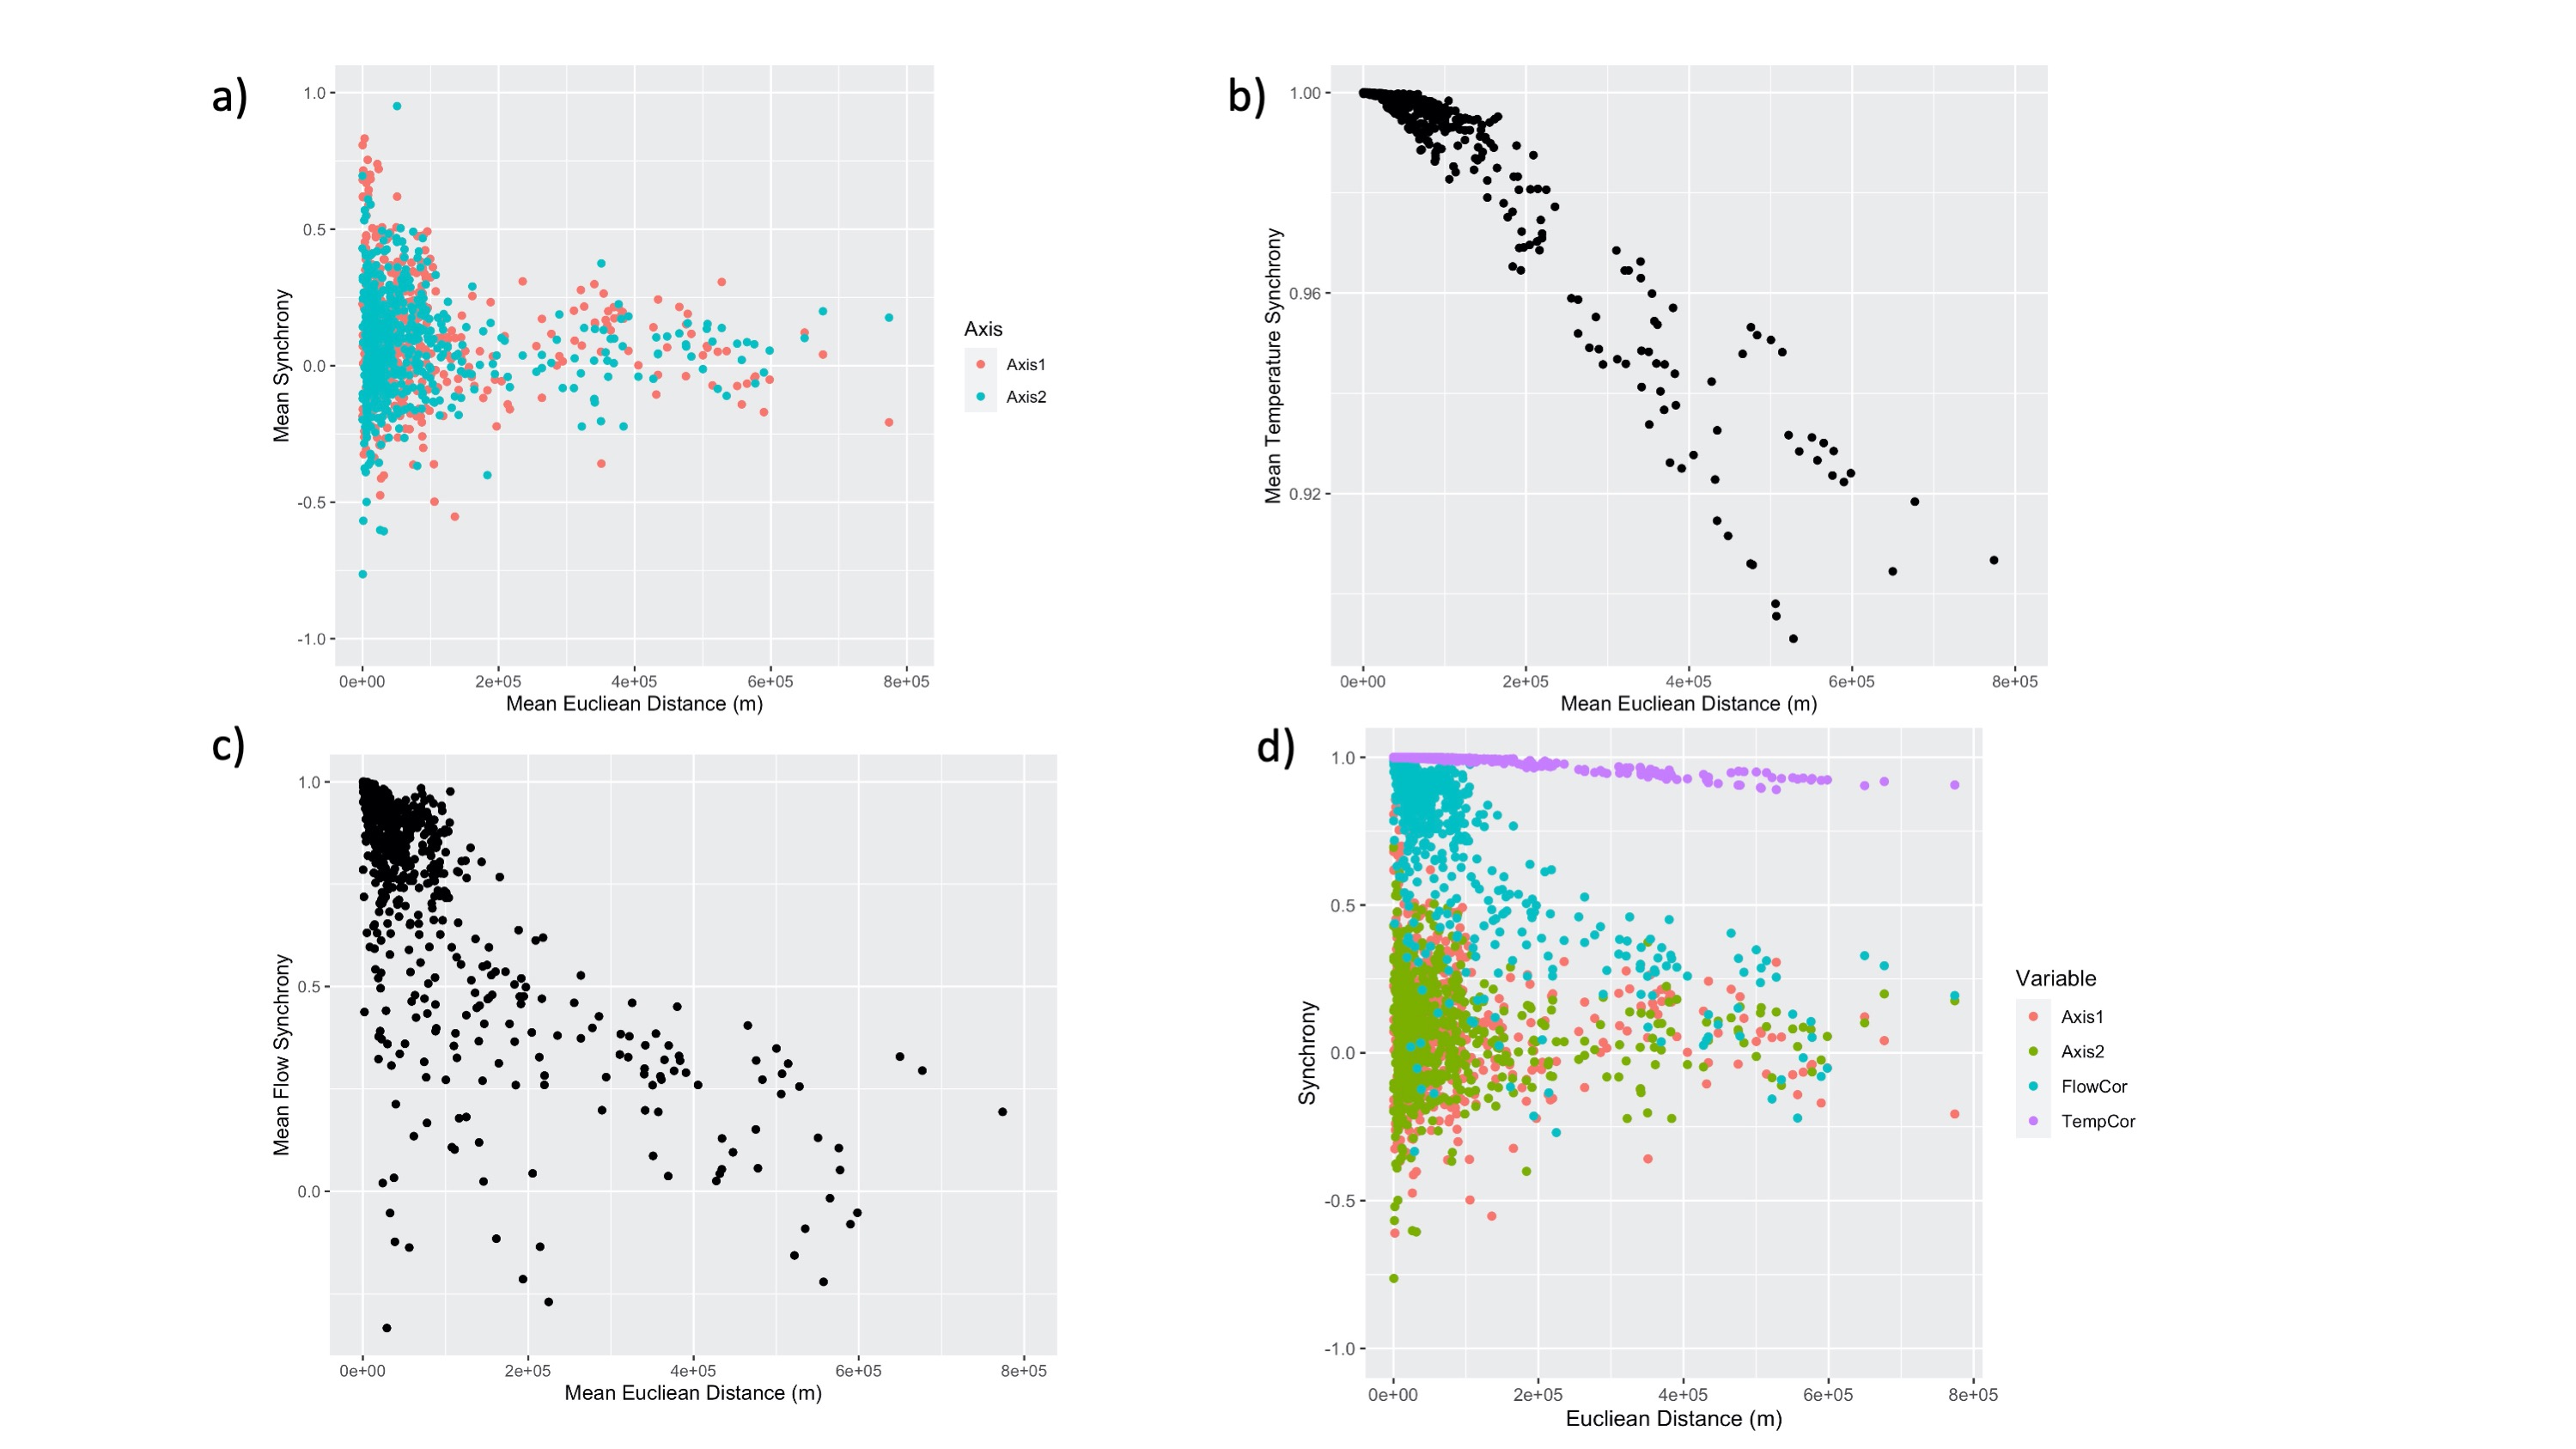 a)
1.0
0.5
0.0
-0.5
-1.0
Mean Synchrony
0e+00 2e+05 4e+05 6e+05 8e+05
Mean Eucliean Distance (m)
Axis
Axis1
Axis2
b)
1.00
0.96
0.92
Mean Temperature Synchrony
0e+00 2e+05 4e+05 6e+05 8e+05
Mean Eucliean Distance (m)
c)
1.0
0.5
0.0
Mean Flow Synchrony
0e+00 2e+05 4e+05 6e+05 8e+05
Mean Eucliean Distance (m)
d)
1.0
0.5
0.0
-0.5
-1.0
Synchrony
0e+00 2e+05 4e+05 6e+05 8e+05
Eucliean Distance (m)
Variable
Axis1
Axis2
FlowCor
TempCor